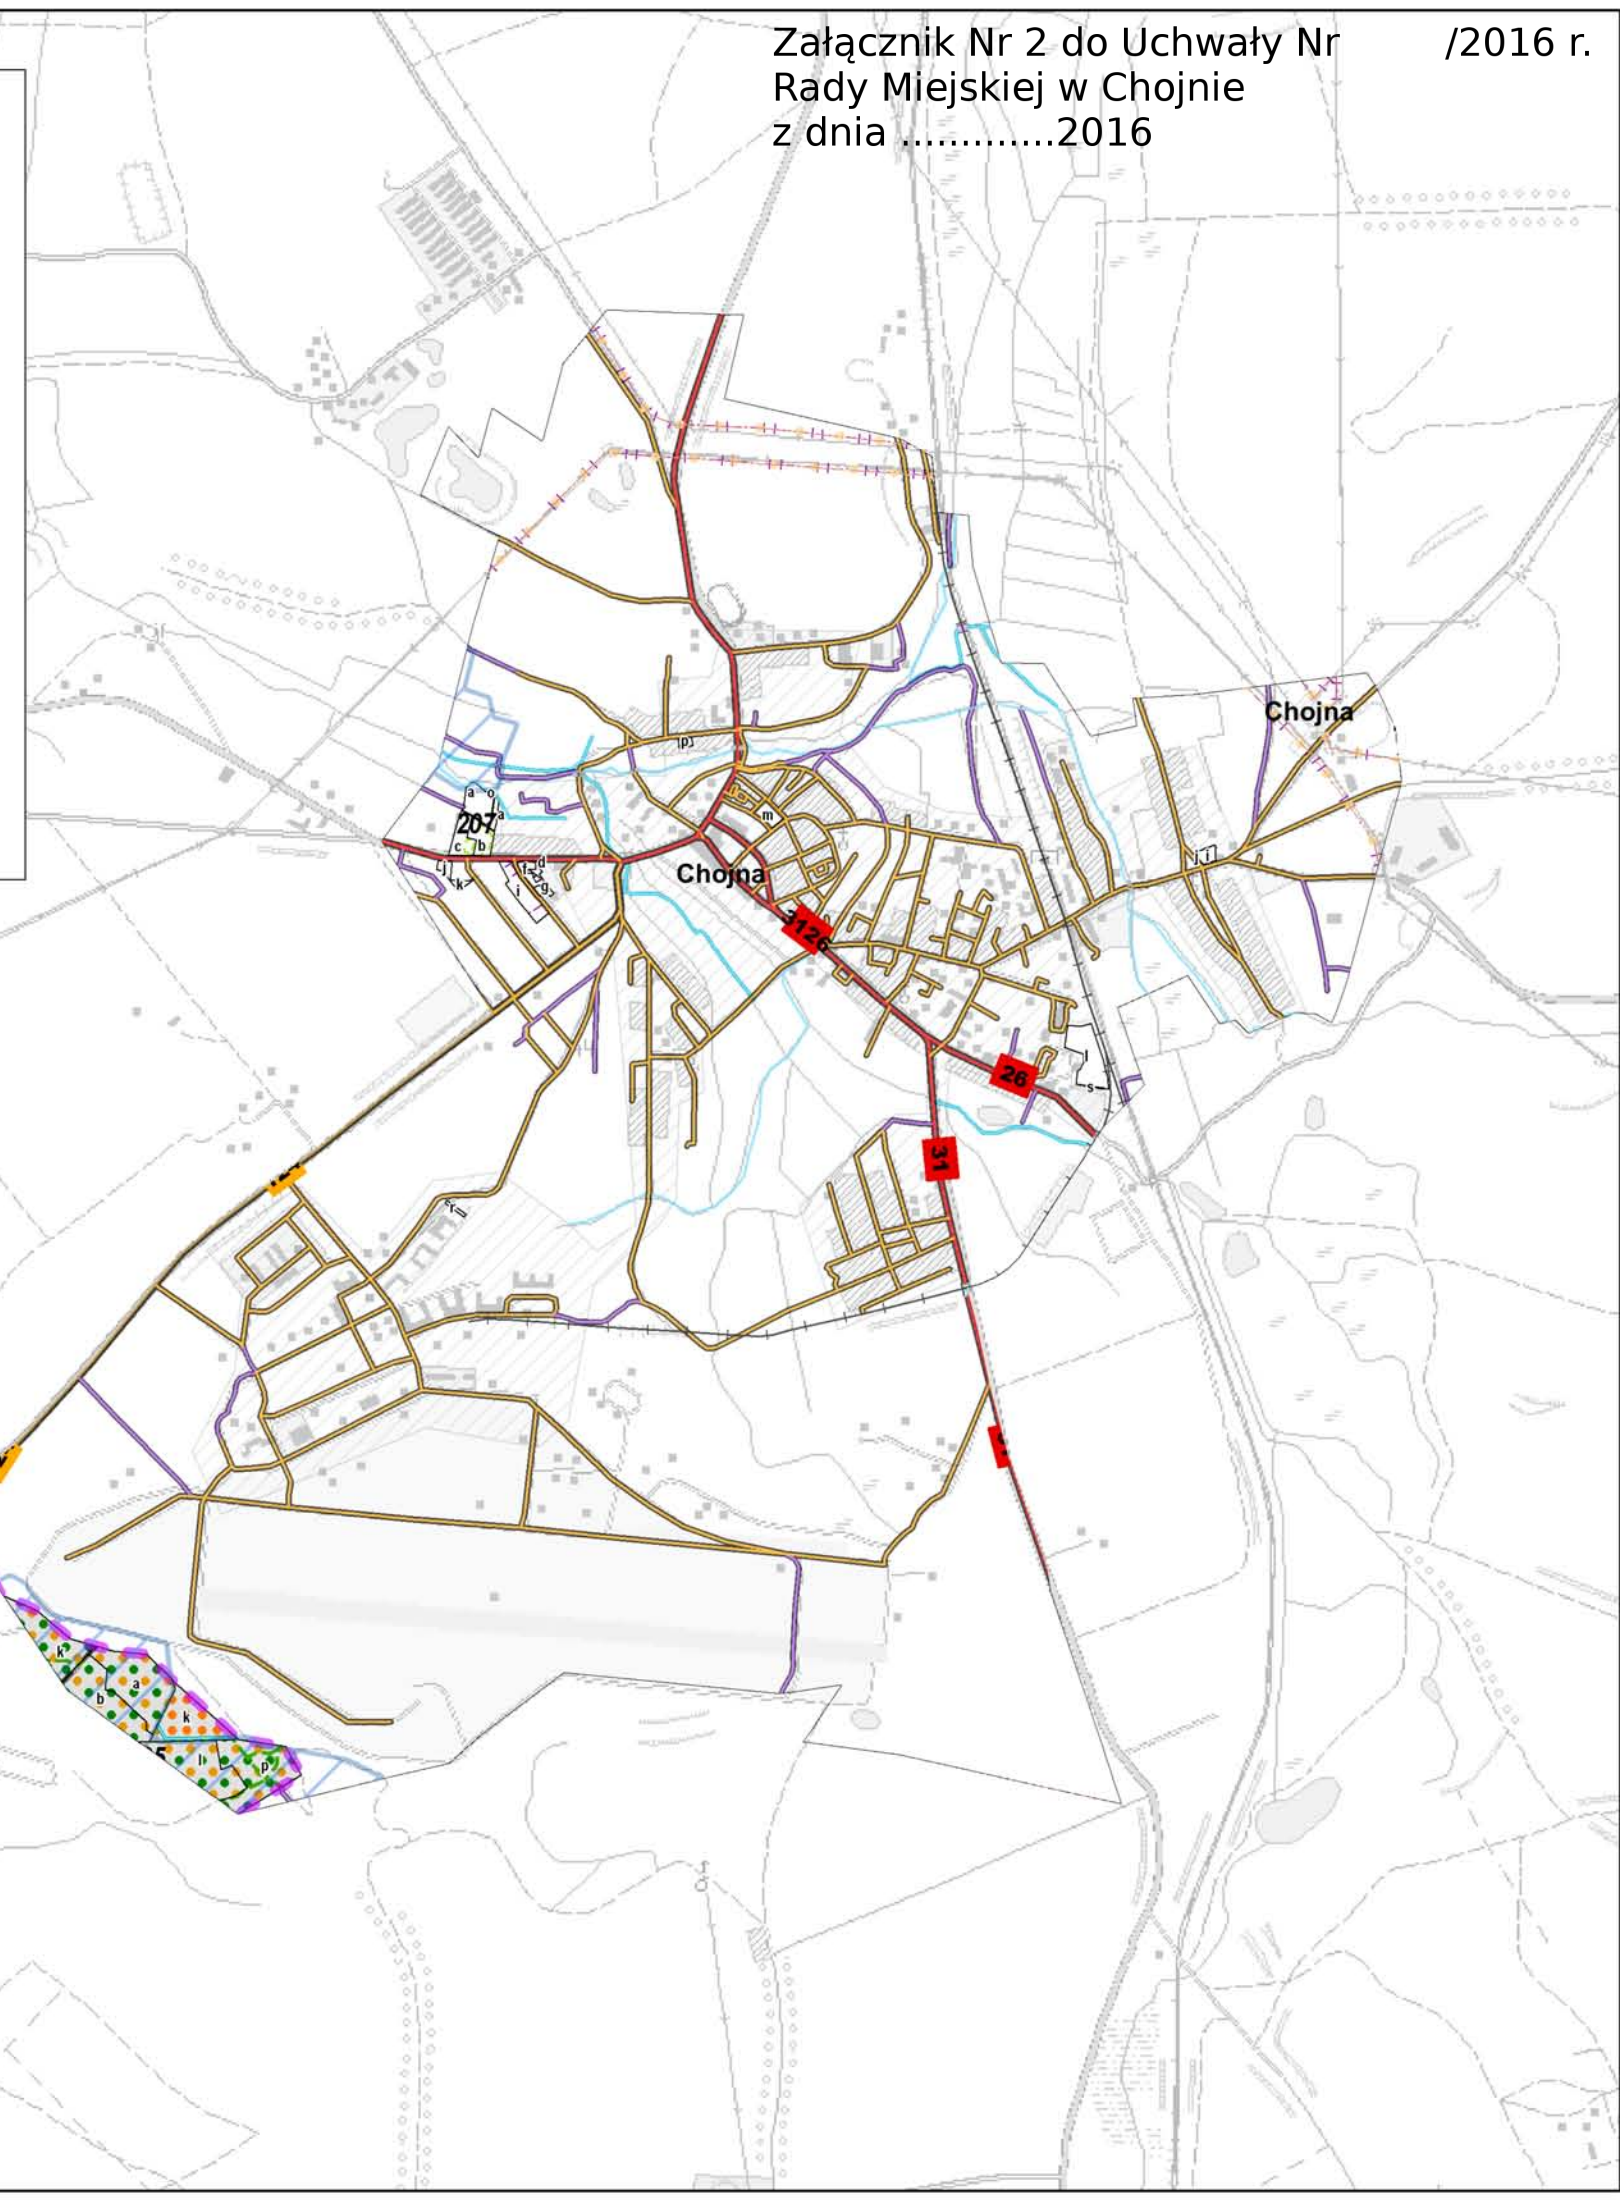 Załącznik Nr 2 do Uchwały Nr /2016 r.
Rady Miejskiej w Chojnie
z dnia .............2016
Chojna
p
a o
a
207
c b
m
j
k
f d
i g
j i
Chojna
3126
l
s
26
31
r
k
a
b
k
l
p